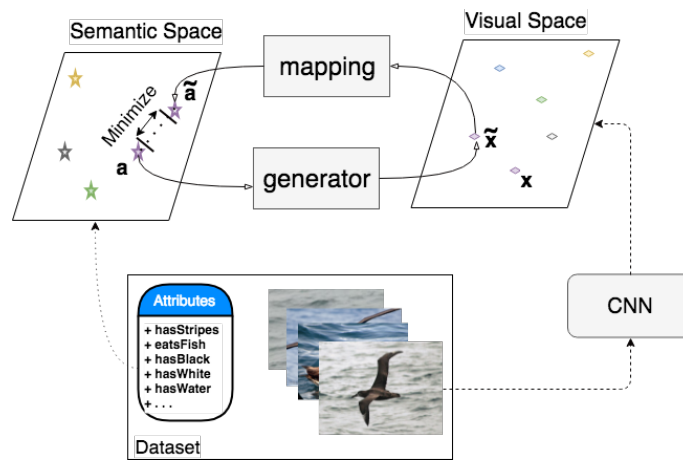 Semantic Space
Visual Space
mapping
ã
Minimize
. . .
x̃
a
generator
x
Attributes
+ hasStripes
+ eatsFish
+ hasBlack
+ hasWhite
+ hasWater
+ . . .
CNN
Dataset